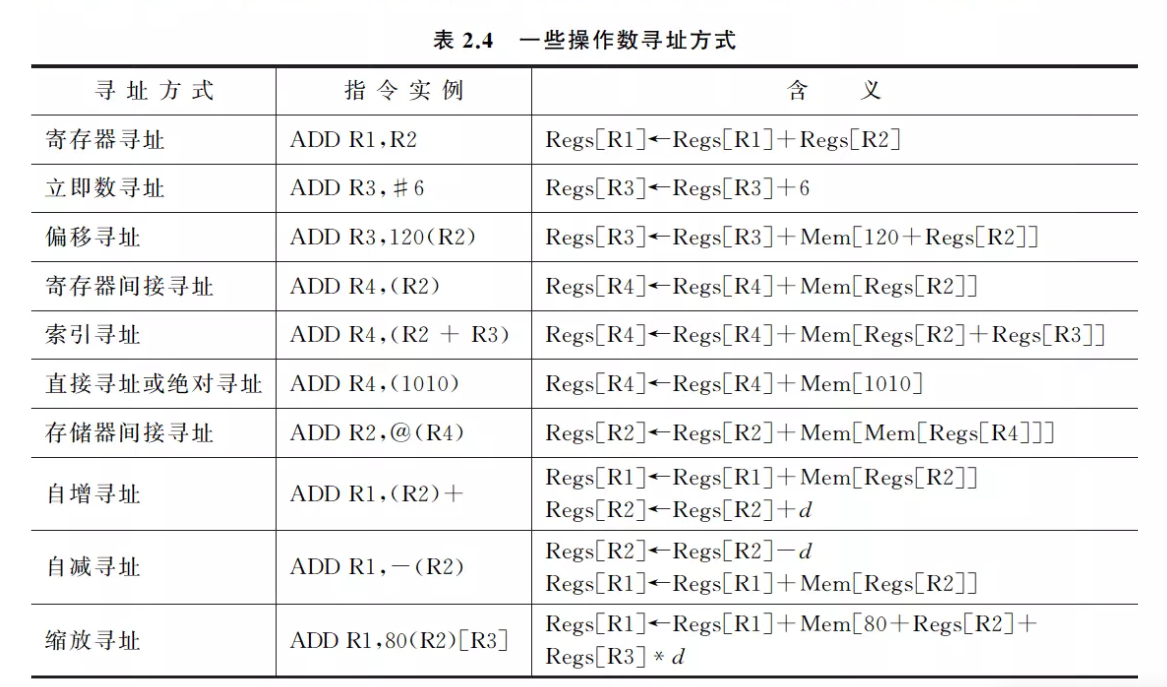 表 2.4 一些操作数寻址方式
寻址方式 指令实例 含义
寄存器寻址 ADD R1,R2 Regs[R1]←Regs[R1]+Regs[R2]
立即数寻址 ADD R3,#6 Regs[R3]←Regs[R3]+6
偏移寻址 ADD R3,120(R2) Regs[R3]←Regs[R3]+Mem[120+Regs[R2]]
寄存器间接寻址 ADD R4,(R2) Regs[R4]←Regs[R4]+Mem[Regs[R2]]
索引寻址 ADD R4,(R2 + R3) Regs[R4]←Regs[R4]+Mem[Regs[R2]+Regs[R3]]
直接寻址或绝对寻址 ADD R4,(1010) Regs[R4]←Regs[R4]+Mem[1010]
存储器间接寻址 ADD R2,@(R4) Regs[R2]←Regs[R2]+Mem[Mem[Regs[R4]]]
自增寻址 ADD R1,(R2)+ Regs[R1]←Regs[R1]+Mem[Regs[R2]]
Regs[R2]←Regs[R2]+d
自减寻址 ADD R1,-(R2) Regs[R2]←Regs[R2]-d
Regs[R1]←Regs[R1]+Mem[Regs[R2]]
缩放寻址 ADD R1,80(R2)[R3] Regs[R1]←Regs[R1]+Mem[80+Regs[R2]+
Regs[R3]*d